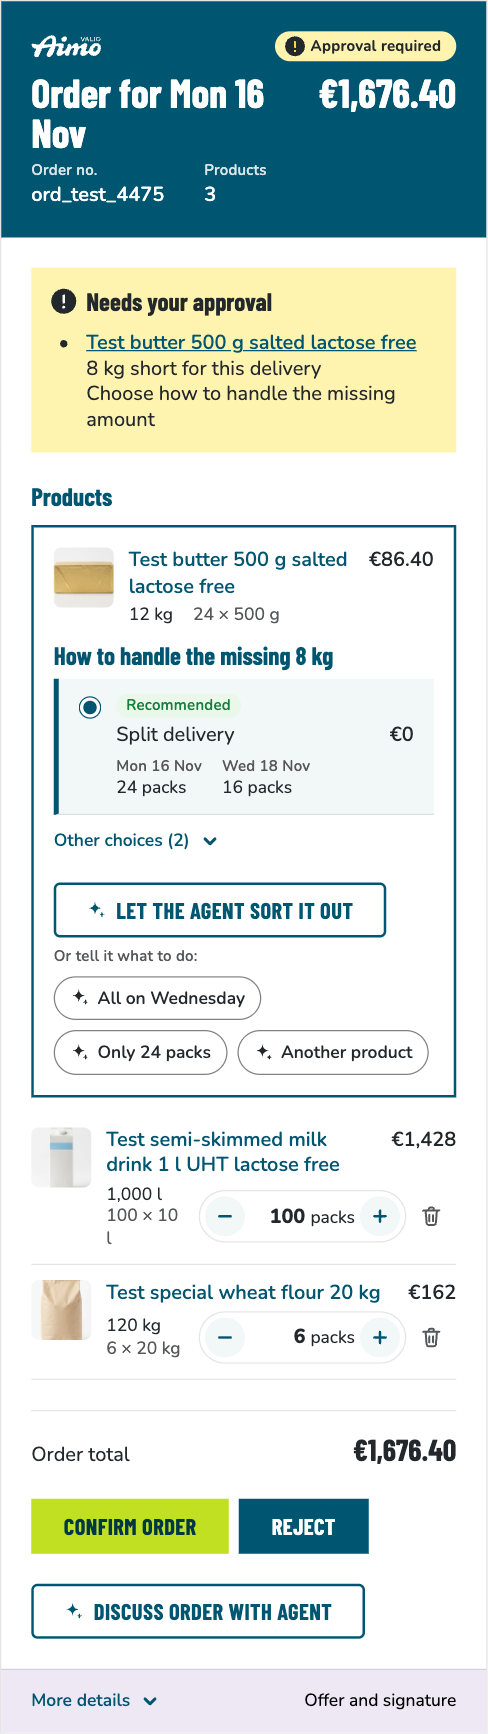 Aimo VALIO
Approval required
Order for Mon 16 Nov
€1,676.40
Order no.
ord_test_4475
Products
3
Needs your approval
• Test butter 500 g salted lactose free
8 kg short for this delivery
Choose how to handle the missing
amount
Products
Test butter 500 g salted
lactose free
€86.40
12 kg 24 × 500 g
How to handle the missing 8 kg
Recommended
Split delivery €0
Mon 16 Nov Wed 18 Nov
24 packs 16 packs
Other choices (2)
LET THE AGENT SORT IT OUT
Or tell it what to do:
All on Wednesday
Only 24 packs
Another product
Test semi-skimmed milk
drink 1 l UHT lactose free
€1,428
1,000 l
100 × 10
l
− 100 packs +
Test special wheat flour 20 kg €162
120 kg
6 × 20 kg
− 6 packs +
Order total €1,676.40
CONFIRM ORDER
REJECT
DISCUSS ORDER WITH AGENT
More details
Offer and signature